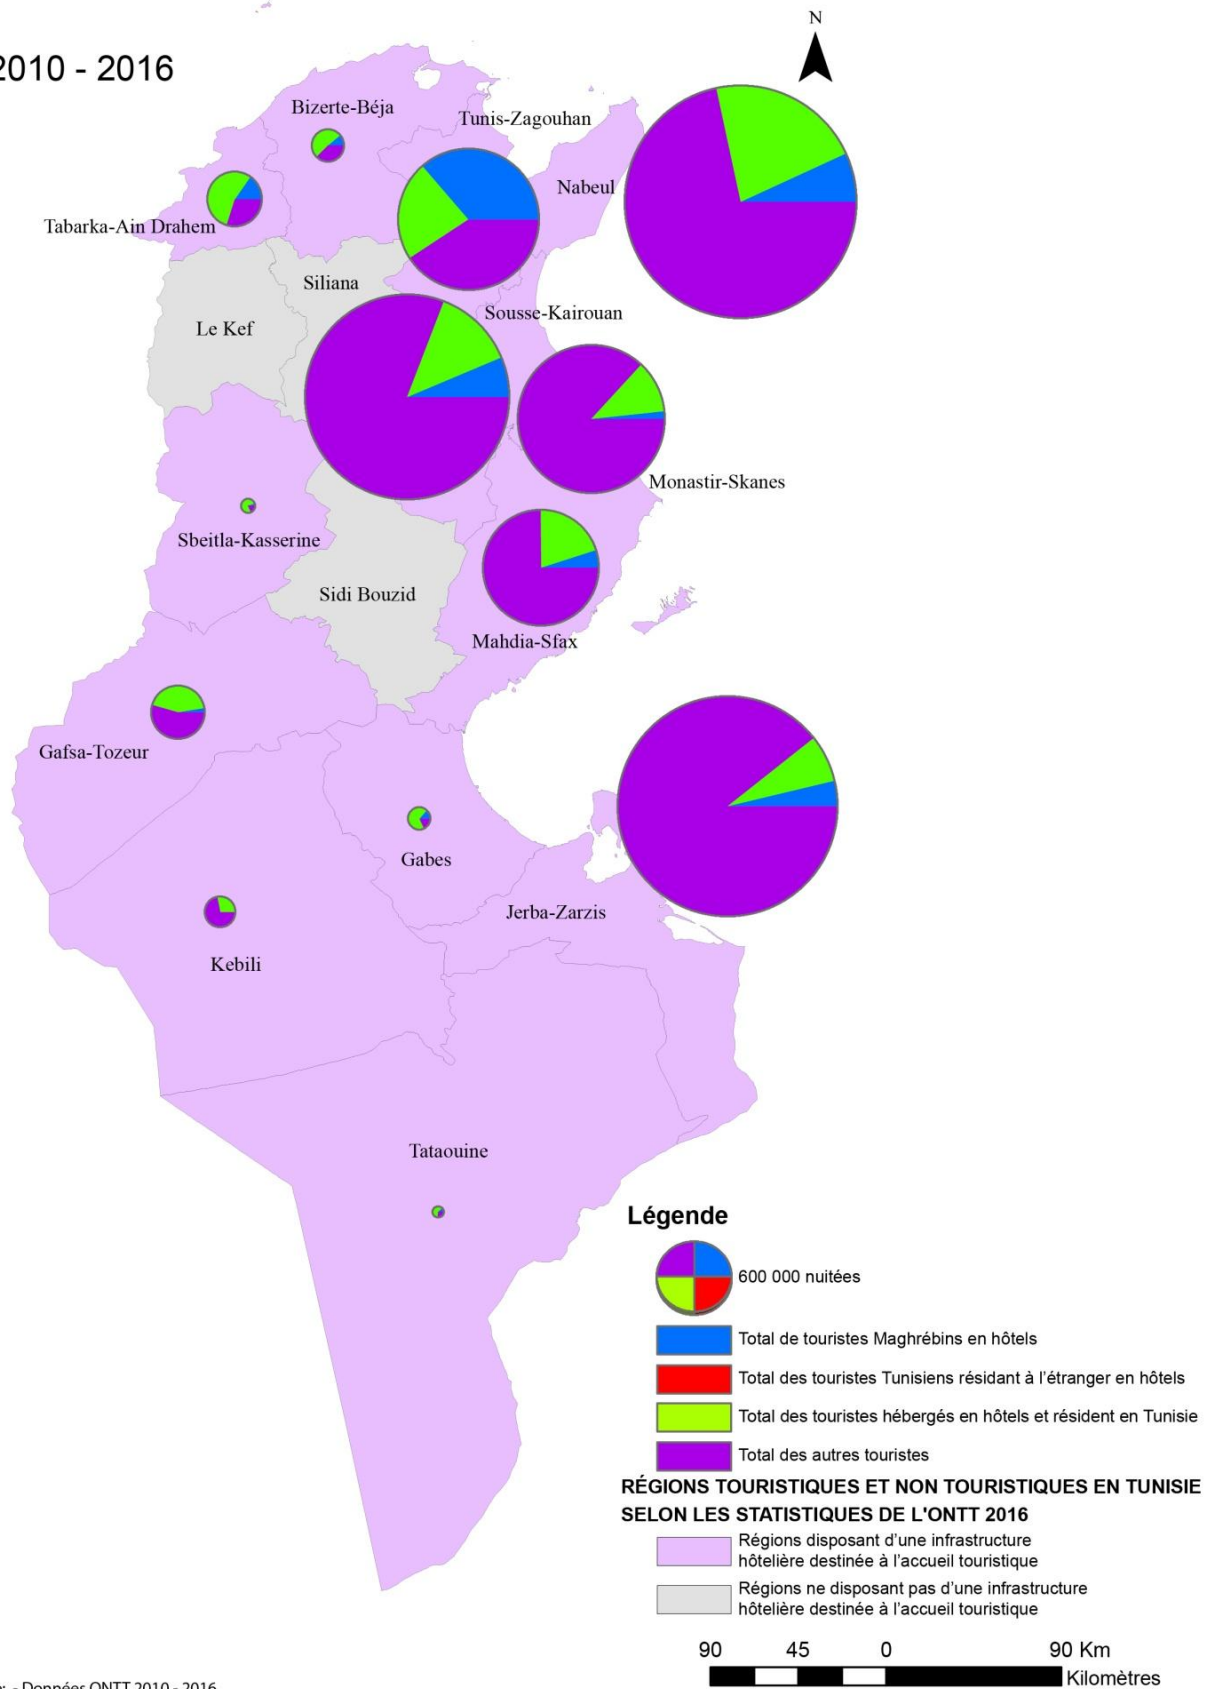 N
2010 - 2016
Bizerte-Béja
Tunis-Zagouhan
Nabeul
Tabarka-Ain Drahem
Siliana
Sousse-Kairouan
Le Kef
Monastir-Skanes
Sbeitla-Kasserine
Sidi Bouzid
Mahdia-Sfax
Gafsa-Tozeur
Gabes
Jerba-Zarzis
Kebili
Tataouine
Légende
600 000 nuitées
Total de touristes Maghrébins en hôtels
Total des touristes Tunisiens résidant à l'étranger en hôtels
Total des touristes hébergés en hôtels et résident en Tunisie
Total des autres touristes
RÉGIONS TOURISTIQUES ET NON TOURISTIQUES EN TUNISIE
SELON LES STATISTIQUES DE L'ONTT 2016
Régions disposant d'une infrastructure
hôtelière destinée à l'accueil touristique
Régions ne disposant pas d'une infrastructure
hôtelière destinée à l'accueil touristique
90 45 0 90 Km
Kilomètres
- Données ONTT 2010 - 2016